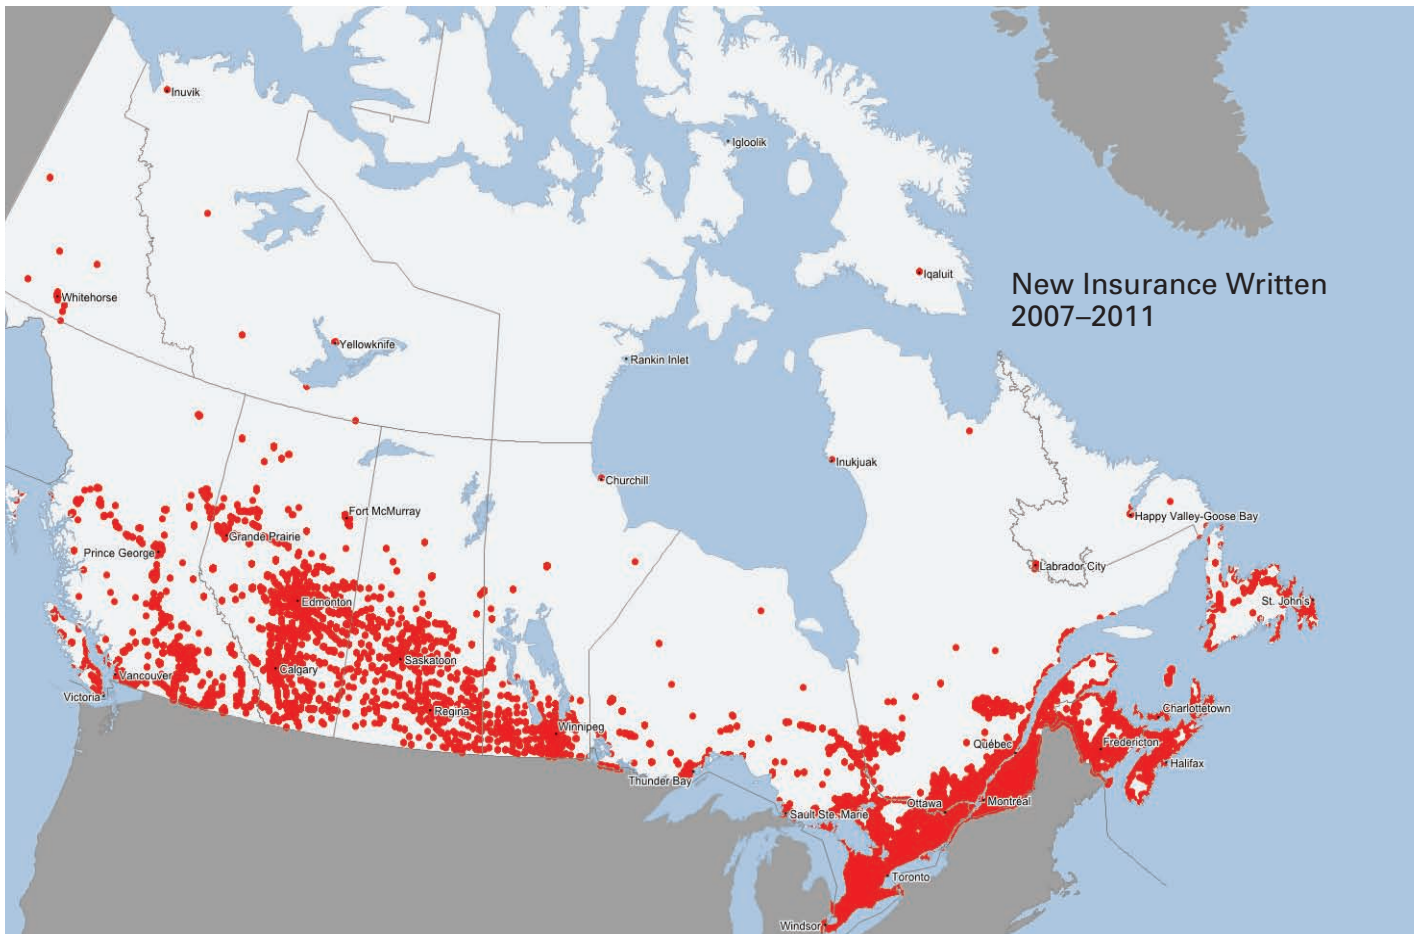 Inuvik
Igloolik
Iqaluit
New Insurance Written
2007–2011
Whitehorse
Yellowknife
Rankin Inlet
Inukjuak
Churchill
Fort McMurray
Happy Valley-Goose Bay
Grande Prairie
Prince George
Labrador City
Edmonton
St. John's
Saskatoon
Calgary
Vancouver
Victoria
Charlottetown
Regina
Winnipeg
Québec
Fredericton
Halifax
Thunder Bay
Ottawa
Montréal
Sault Ste. Marie
Toronto
Windsor